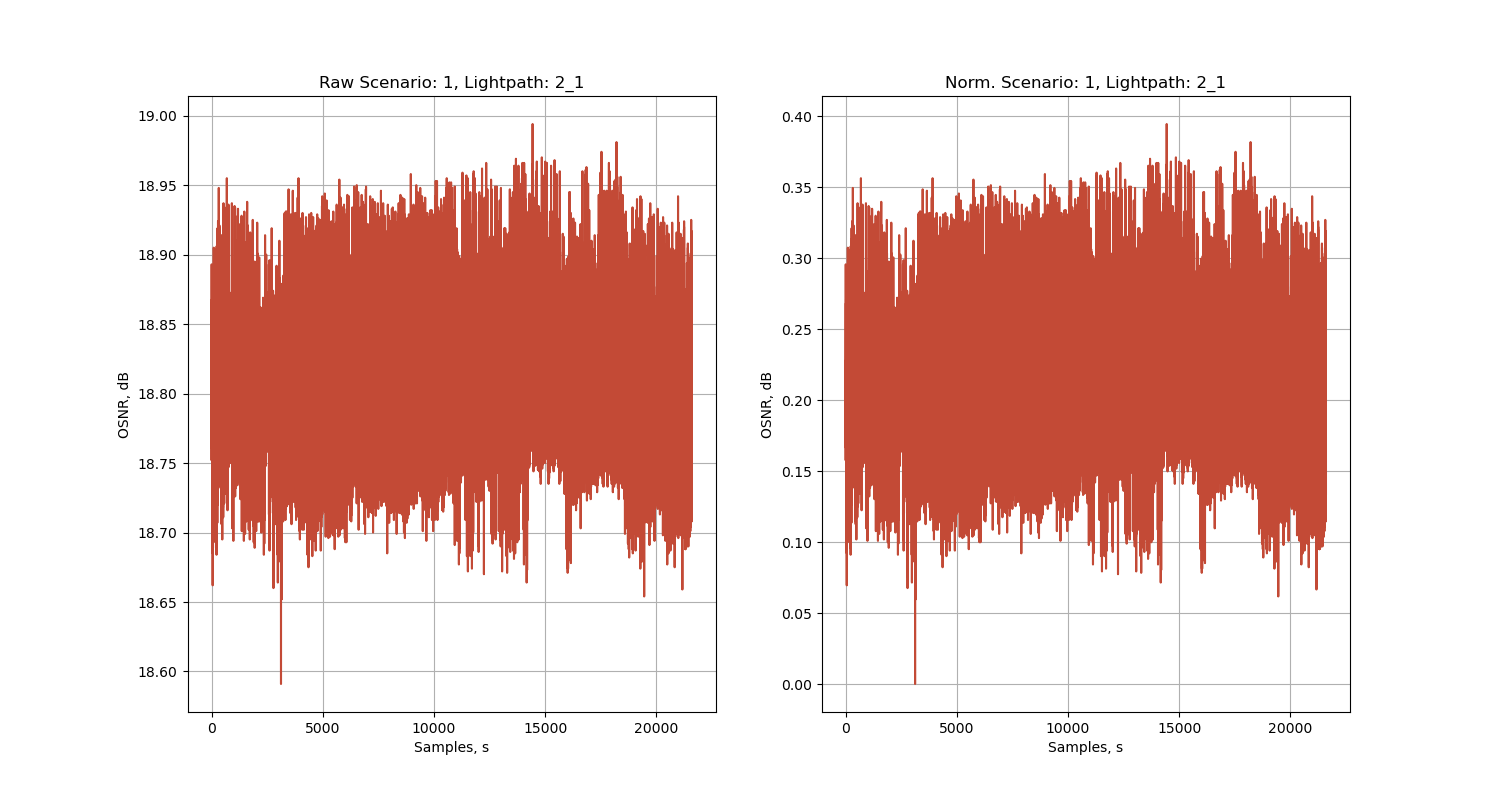 Raw Scenario: 1, Lightpath: 2_1
19.00
18.95
18.90
18.85
18.80
18.75
18.70
18.65
18.60
OSNR, dB
0 5000 10000 15000 20000
Samples, s
Norm. Scenario: 1, Lightpath: 2_1
0.40
0.35
0.30
0.25
0.20
0.15
0.10
0.05
0.00
OSNR, dB
0 5000 10000 15000 20000
Samples, s